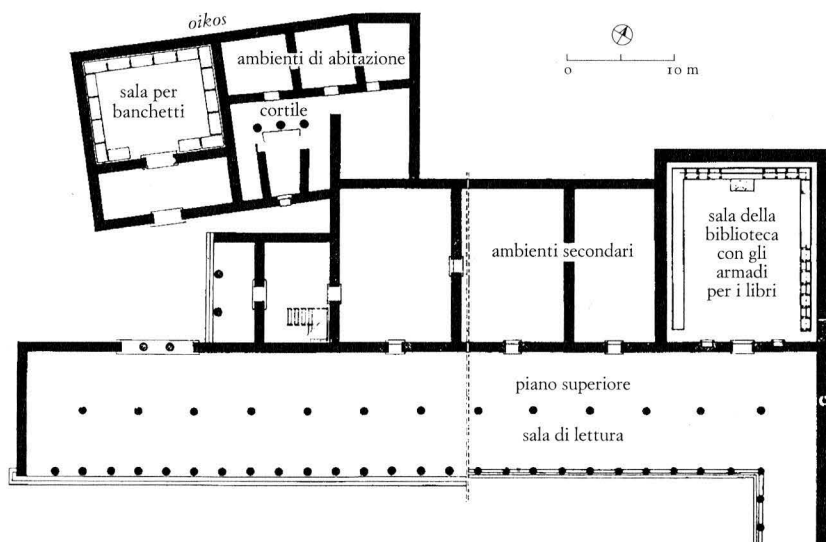 oikos
ambienti di abitazione
sala per
banchetti
cortile
0 10 m
ambienti secondari
sala della
biblioteca
con gli
armadi
per i libri
piano superiore
sala di lettura